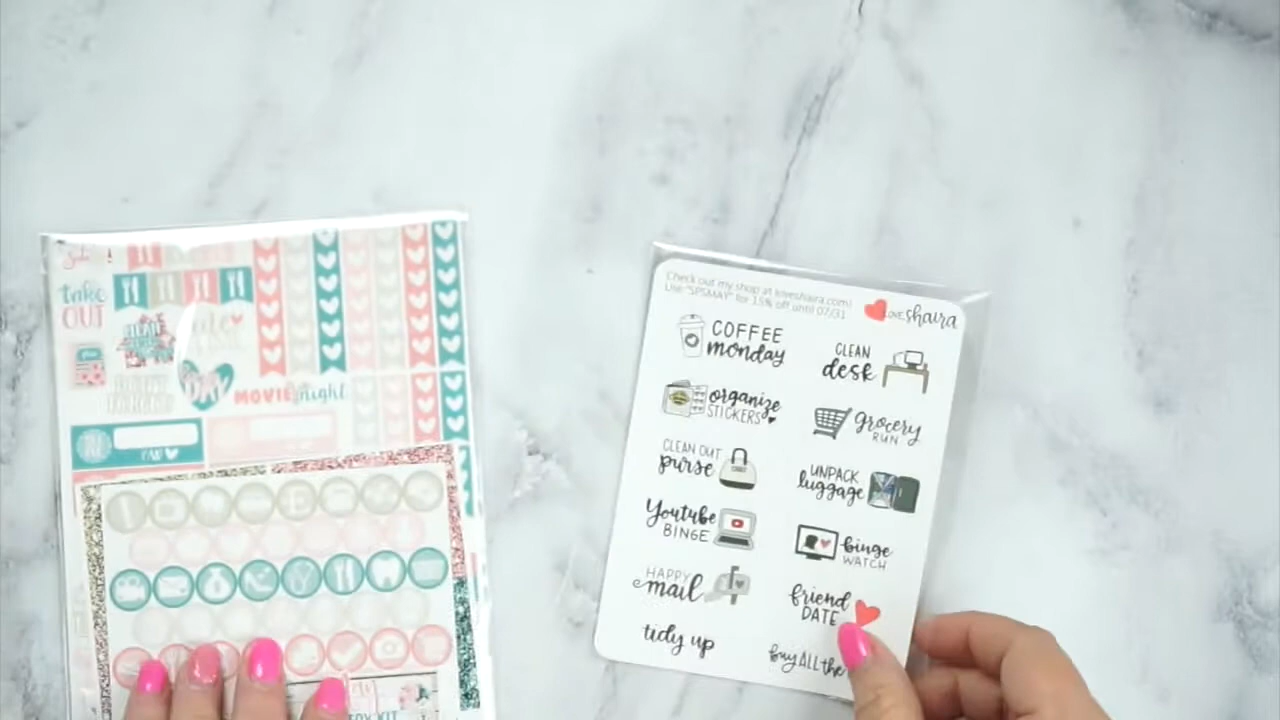 take
OUT
DAY
MOVIE night
Check out my shop at loveshaira.com!
Use "SPSMAY" for 15% off until 07/31
LOVE shaira
COFFEE
monday
CLEAN
desk
organize
STICKERS
GROCERY
RUN
CLEAN OUT
purse
UNPACK
luggage
Youtube
BINGE
binge
WATCH
HAPPY
mail
friend
DATE
tidy up
buy ALL the
KIT